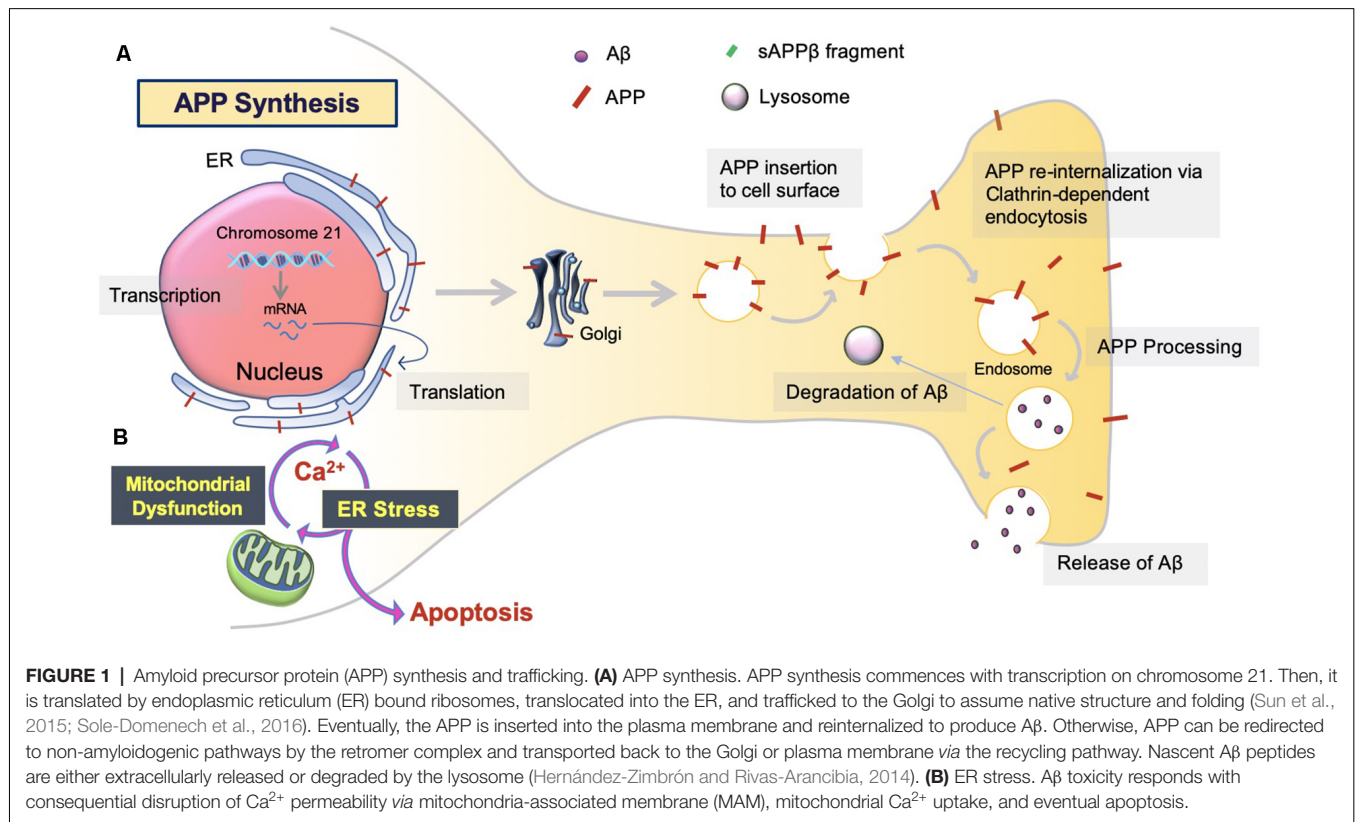 A
APP Synthesis
Aβ
sAPPβ fragment
APP
Lysosome
ER
APP insertion
to cell surface
APP re-internalization via
Clathrin-dependent
endocytosis
Chromosome 21
Transcription
mRNA
Nucleus
Golgi
Translation
Endosome
APP Processing
Degradation of Aβ
Release of Aβ
B
Ca²⁺
Mitochondrial
Dysfunction
ER Stress
Apoptosis
FIGURE 1 | Amyloid precursor protein (APP) synthesis and trafficking. (A) APP synthesis. APP synthesis commences with transcription on chromosome 21. Then, it
is translated by endoplasmic reticulum (ER) bound ribosomes, translocated into the ER, and trafficked to the Golgi to assume native structure and folding (Sun et al.,
2015; Sole-Domenech et al., 2016). Eventually, the APP is inserted into the plasma membrane and reinternalized to produce Aβ. Otherwise, APP can be redirected
to non-amyloidogenic pathways by the retromer complex and transported back to the Golgi or plasma membrane via the recycling pathway. Nascent Aβ peptides
are either extracellularly released or degraded by the lysosome (Hernández-Zimbrón and Rivas-Arancibia, 2014). (B) ER stress. Aβ toxicity responds with
consequential disruption of Ca²⁺ permeability via mitochondria-associated membrane (MAM), mitochondrial Ca²⁺ uptake, and eventual apoptosis.